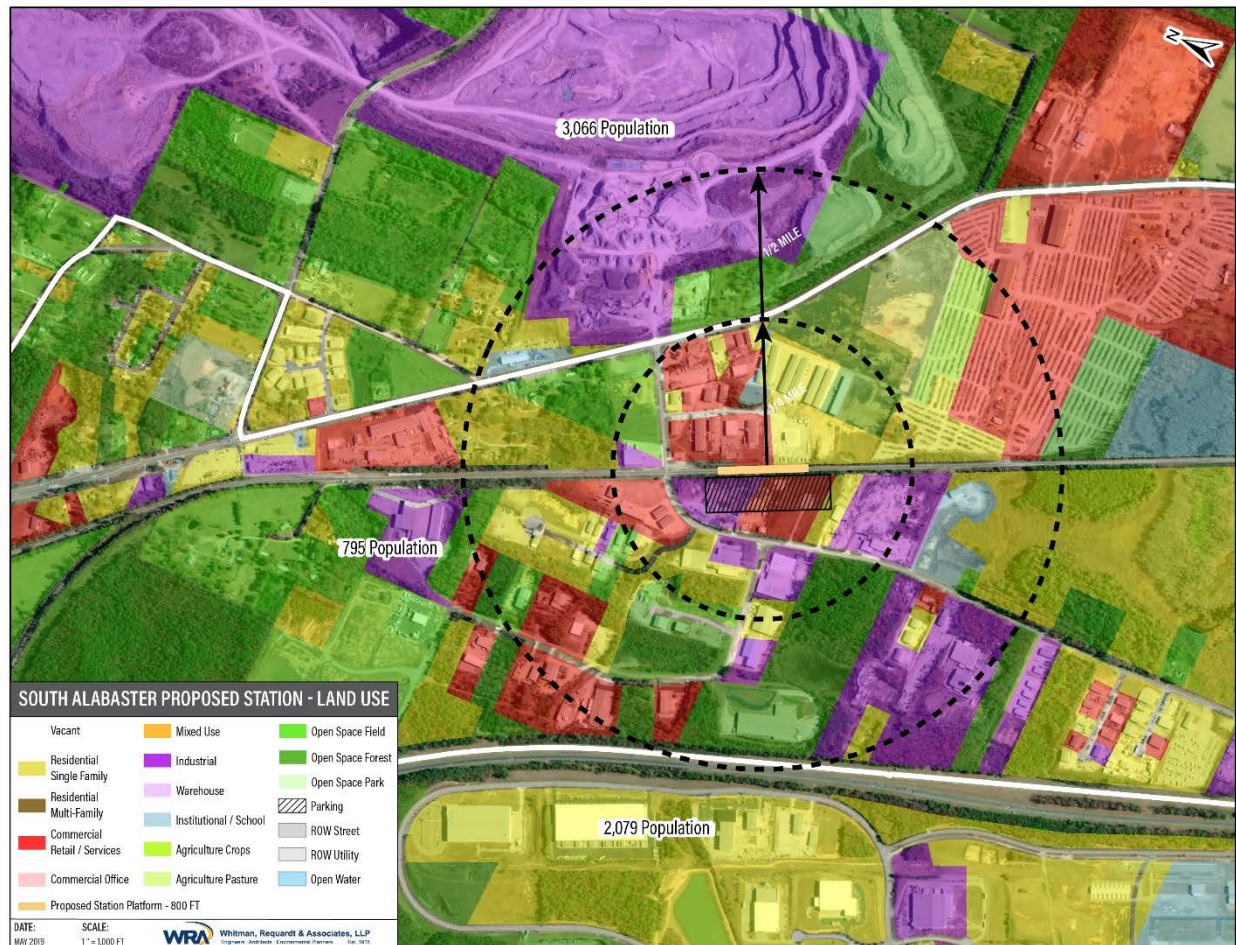 N
3,066 Population
1/2 MILE
1/4 MILE
795 Population
2,079 Population
SOUTH ALABASTER PROPOSED STATION - LAND USE
Vacant
Residential
Single Family
Residential
Multi-Family
Commercial
Retail / Services
Commercial Office
Proposed Station Platform - 800 FT
Mixed Use
Industrial
Warehouse
Institutional / School
Agriculture Crops
Agriculture Pasture
Open Space Field
Open Space Forest
Open Space Park
Parking
ROW Street
ROW Utility
Open Water
DATE:
MAY 2019
SCALE:
1" = 1,000 FT
WRA
Whitman, Requardt & Associates, LLP
Engineers · Architects · Environmental Planners Est. 1915